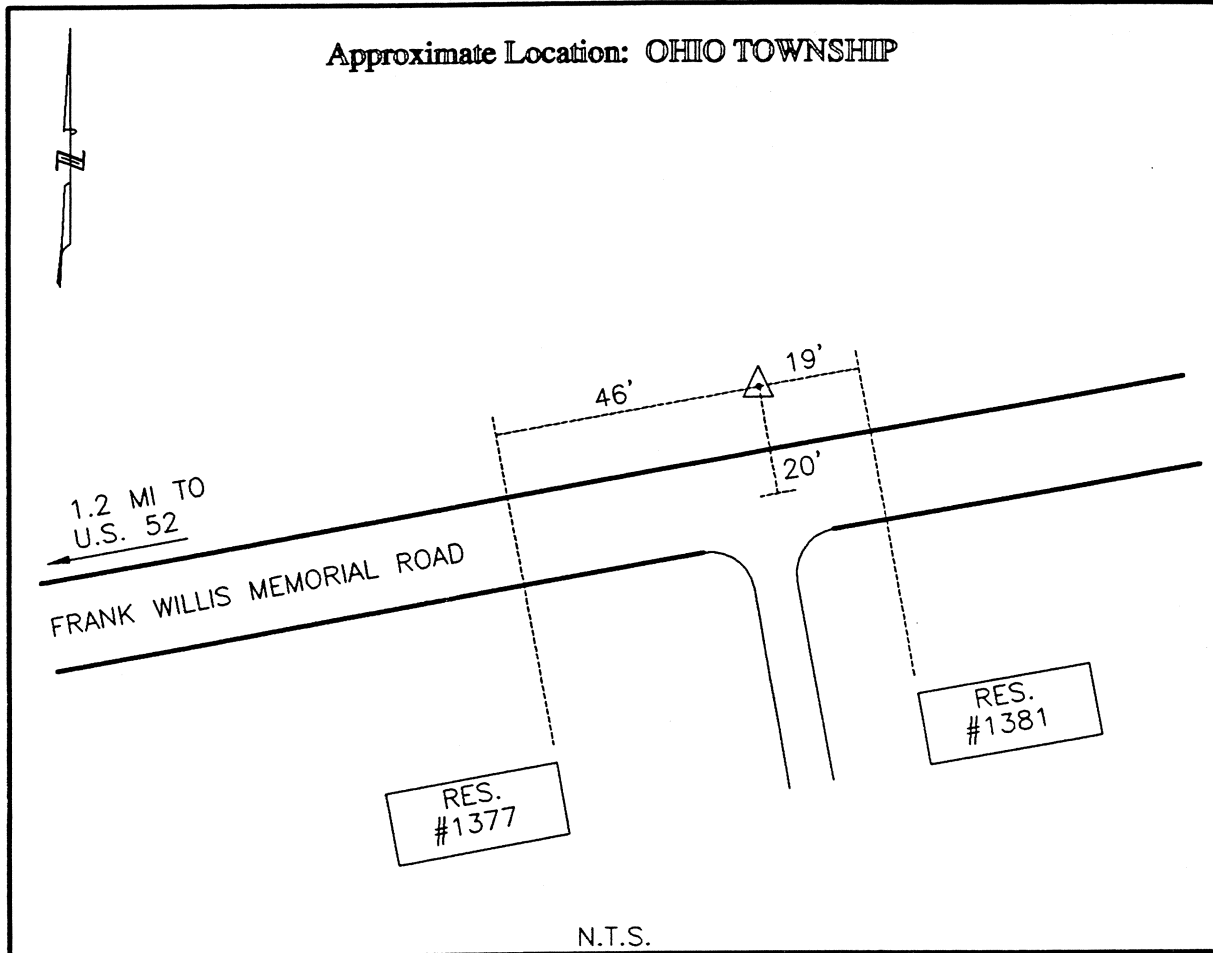 Approximate Location: OHIO TOWNSHIP
N
46'
19'
20'
1.2 MI TO
U.S. 52
FRANK WILLIS MEMORIAL ROAD
RES.
#1381
RES.
#1377
N.T.S.